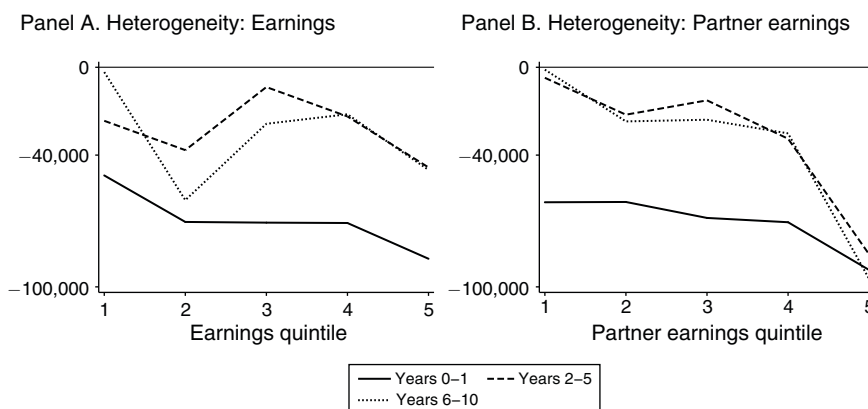 Panel A. Heterogeneity: Earnings
0
−40,000
−100,000
1 2 3 4 5
Earnings quintile
Panel B. Heterogeneity: Partner earnings
0
−40,000
−100,000
1 2 3 4 5
Partner earnings quintile
Years 0−1 Years 2−5
Years 6−10